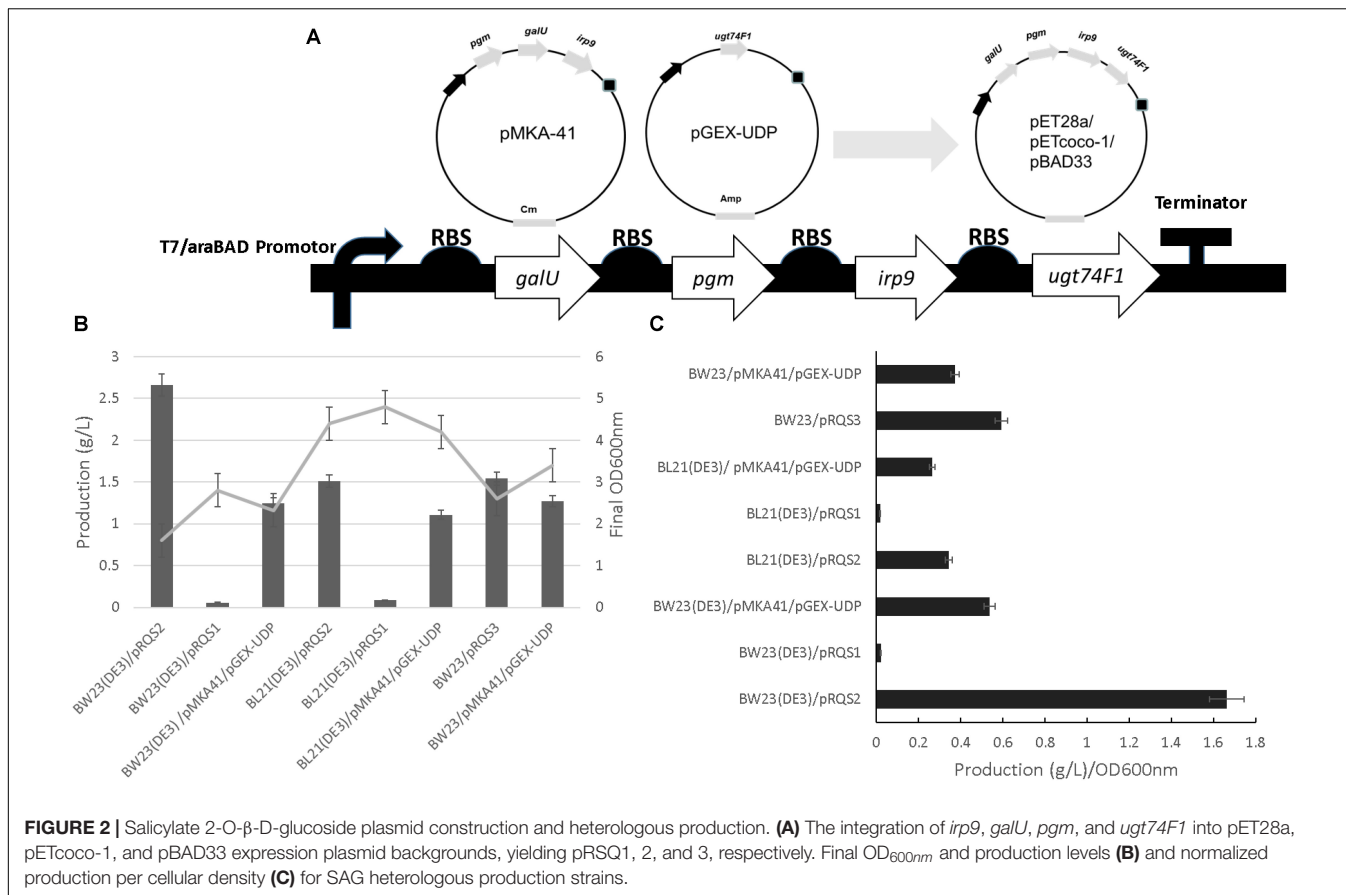 A
pgm
galU
irp9
pMKA-41
Cm
ugt74F1
pGEX-UDP
Amp
galU
pgm
irp9
ugt74F1
pET28a/
pETcoco-1/
pBAD33
T7/araBAD Promotor
RBS
RBS
RBS
RBS
Terminator
galU
pgm
irp9
ugt74F1
B
Production (g/L)
3
2.5
2
1.5
1
0.5
0
6
5
4
3
2
1
0
Final OD600nm
BW23(DE3)/pRQS2
BW23(DE3)/pRQS1
BW23(DE3) /pMKA41/pGEX-UDP
BL21(DE3)/pRQS2
BL21(DE3)/pRQS1
BL21(DE3)/pMKA41/pGEX-UDP
BW23/pRQS3
BW23/pMKA41/pGEX-UDP
C
BW23/pMKA41/pGEX-UDP
BW23/pRQS3
BL21(DE3)/ pMKA41/pGEX-UDP
BL21(DE3)/pRQS1
BL21(DE3)/pRQS2
BW23(DE3)/pMKA41/pGEX-UDP
BW23(DE3)/pRQS1
BW23(DE3)/pRQS2
0 0.2 0.4 0.6 0.8 1 1.2 1.4 1.6 1.8
Production (g/L)/OD600nm
FIGURE 2 | Salicylate 2-O-β-D-glucoside plasmid construction and heterologous production. (A) The integration of irp9, galU, pgm, and ugt74F1 into pET28a,
pETcoco-1, and pBAD33 expression plasmid backgrounds, yielding pRSQ1, 2, and 3, respectively. Final OD600nm and production levels (B) and normalized
production per cellular density (C) for SAG heterologous production strains.